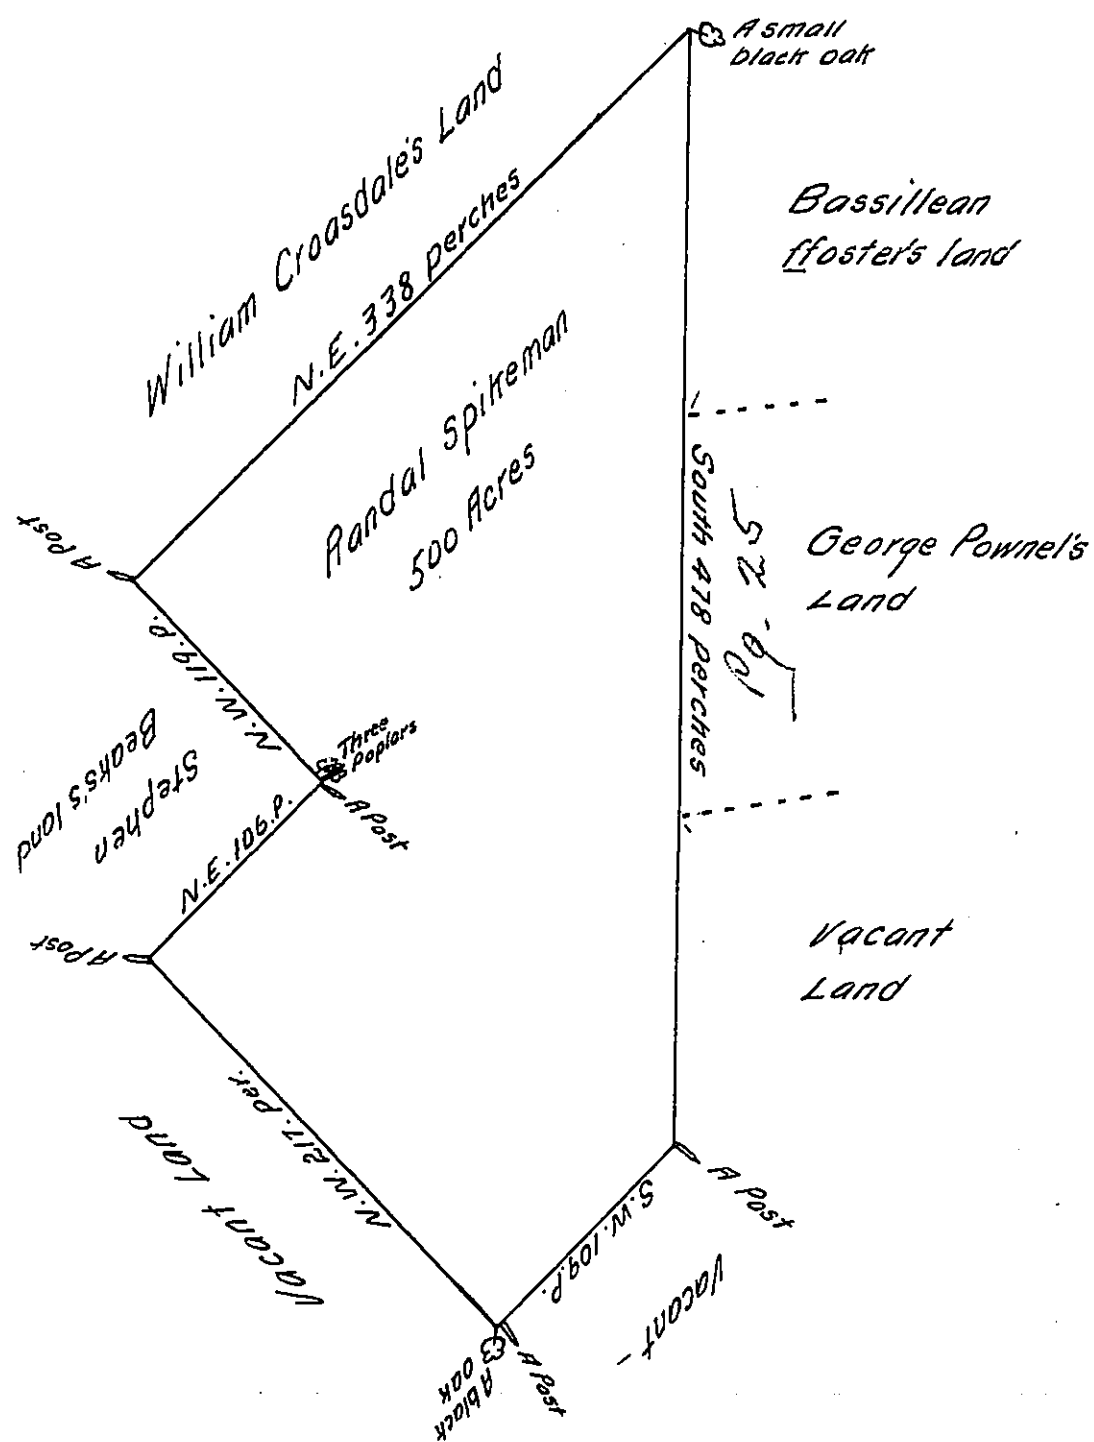 A small
black oak
William Croasdale's Land
N.E. 338 perches
Bassillean
ffoster's land
Randal Spikeman
500 Acres
A Post
N.W. 119. P.
Three
Poplars
A Post
Stephen
Beaks's land
N.E. 106. P.
A Post
South 478 perches
Pg. 25
George Pownel's
Land
Vacant
Land
N.W. 217. per.
Vacant Land
A Post
S.W. 109. P.
Vacant
A black
oak
A Post